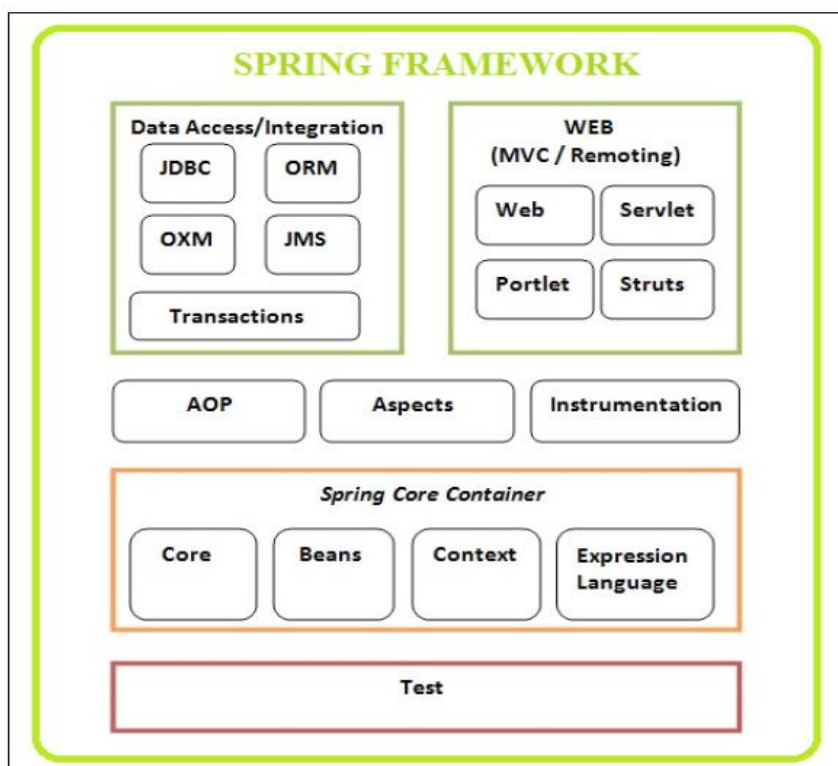 SPRING FRAMEWORK
Data Access/Integration
JDBC
ORM
OXM
JMS
Transactions
WEB
(MVC / Remoting)
Web
Servlet
Portlet
Struts
AOP
Aspects
Instrumentation
Spring Core Container
Core
Beans
Context
Expression
Language
Test